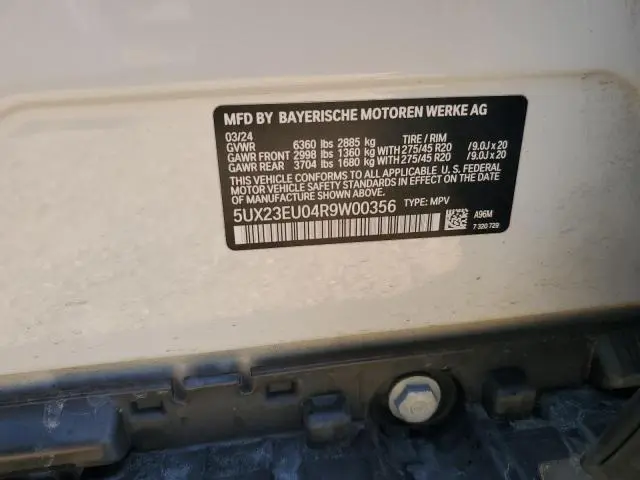 MFD BY BAYERISCHE MOTOREN WERKE AG
03/24 TIRE / RIM
GVWR 6360 lbs 2885 kg
GAWR FRONT 2998 lbs 1360 kg WITH 275/45 R20 /9.0J x 20
GAWR REAR 3704 lbs 1680 kg WITH 275/45 R20 /9.0J x 20
THIS VEHICLE CONFORMS TO ALL APPLICABLE U.S. FEDERAL
MOTOR VEHICLE SAFETY STANDARDS IN EFFECT ON THE DATE
OF MANUFACTURE SHOWN ABOVE.
5UX23EU04R9W00356 TYPE: MPV
A96M
7 320 729